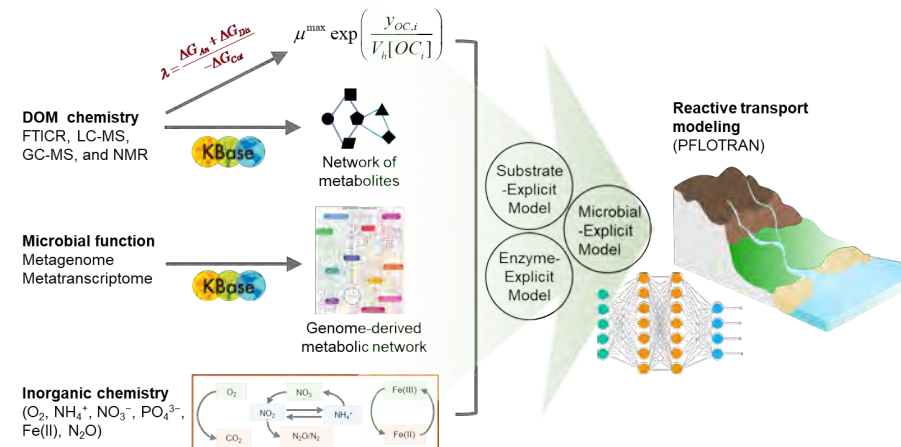 λ = ΔG_An + ΔG_Dis / −ΔG_Cat
μ^max exp( y_OC,i / V_h[OC_i] )
DOM chemistry
FTICR, LC-MS,
GC-MS, and NMR
KBase
Network of
metabolites
Microbial function
Metagenome
Metatranscriptome
KBase
Genome-derived
metabolic network
Inorganic chemistry
(O₂, NH₄⁺, NO₃⁻, PO₄³⁻,
Fe(II), N₂O)
O₂
CO₂
NO₃
NO₂
NH₄⁺
N₂O/N₂
Fe(III)
Fe(II)
Substrate
-Explicit
Model
Enzyme-
Explicit
Model
Microbial
-Explicit
Model
Reactive transport
modeling
(PFLOTRAN)